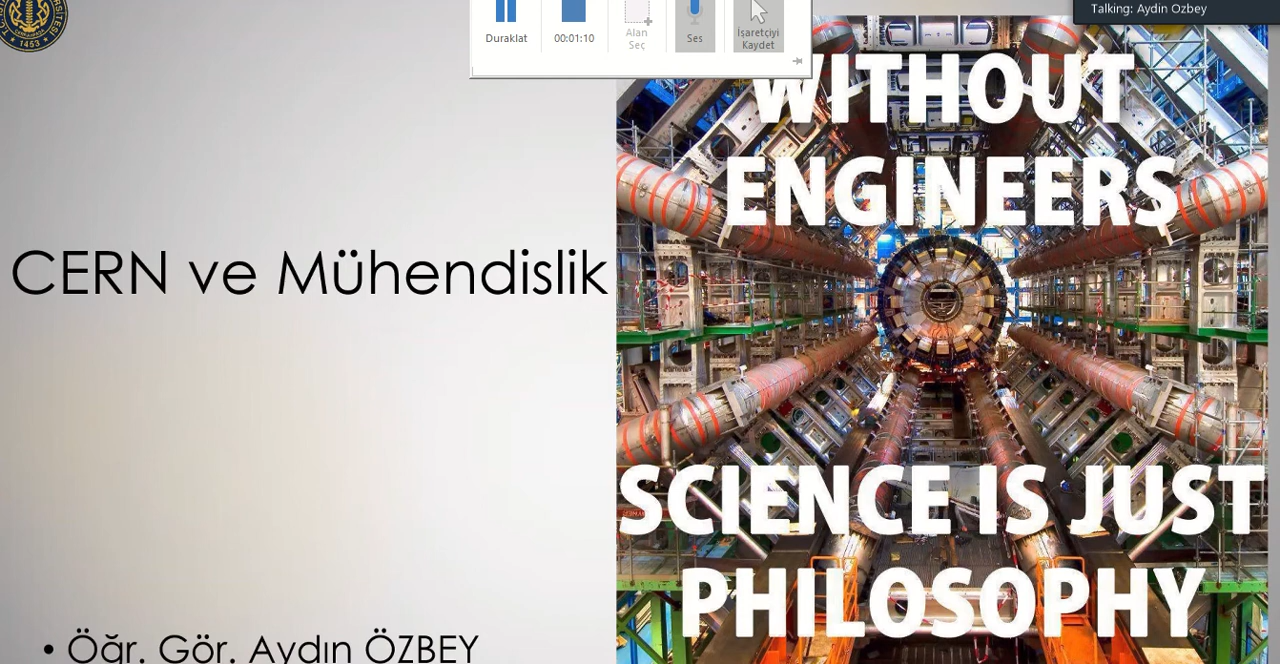 1453
Duraklat
00:01:10
Alan
Seç
Ses
İşaretçiyi
Kaydet
Talking: Aydin Ozbey
CERN ve Mühendislik
• Öğr. Gör. Aydın ÖZBEY
WITHOUT
ENGINEERS
SCIENCE IS JUST
PHILOSOPHY